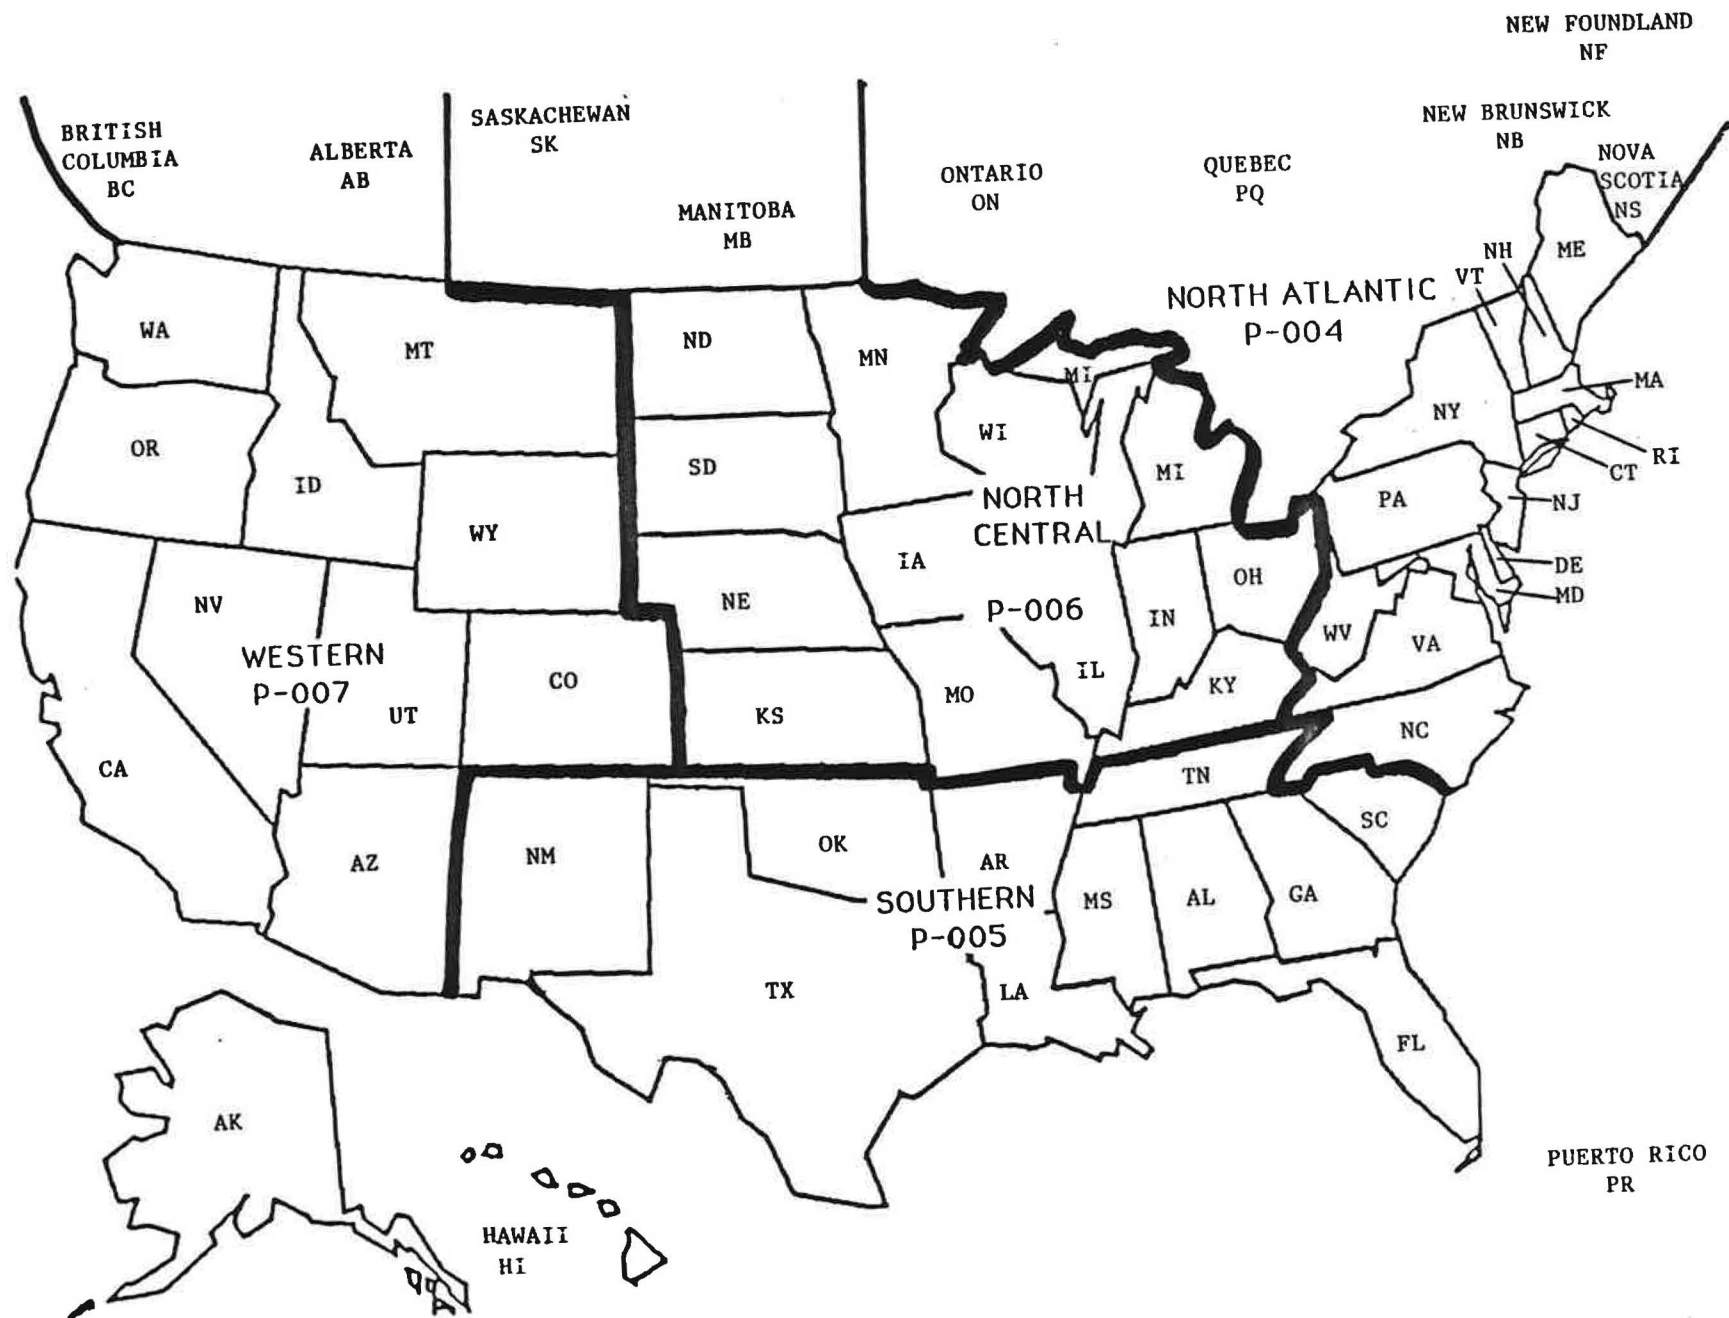 NEW FOUNDLAND
NF
BRITISH
COLUMBIA
BC
ALBERTA
AB
SASKACHEWAN
SK
MANITOBA
MB
ONTARIO
ON
QUEBEC
PQ
NEW BRUNSWICK
NB
NOVA
SCOTIA
NS
NORTH ATLANTIC
P-004
NH
VT
ME
WA
MT
ND
MN
MI
WI
MI
NY
MA
RI
CT
NJ
PA
OR
ID
WY
SD
NORTH
CENTRAL
P-006
IA
NE
OH
IN
IL
WV
VA
DE
MD
NV
WESTERN
P-007
UT
CO
KS
MO
KY
NC
CA
AZ
NM
OK
AR
TN
SC
SOUTHERN
P-005
MS
AL
GA
TX
LA
FL
AK
HAWAII
HI
PUERTO RICO
PR